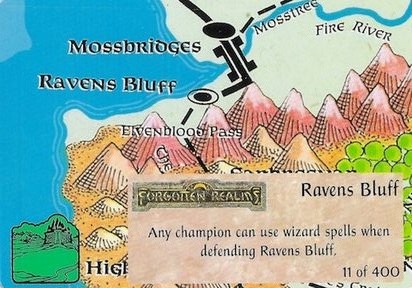 Mosstree
Fire River
Mossbridges
Ravens Bluff
Elvenblood Pass
Forgotten Realms
Ravens Bluff
Any champion can use wizard spells when
defending Ravens Bluff.
High
11 of 400